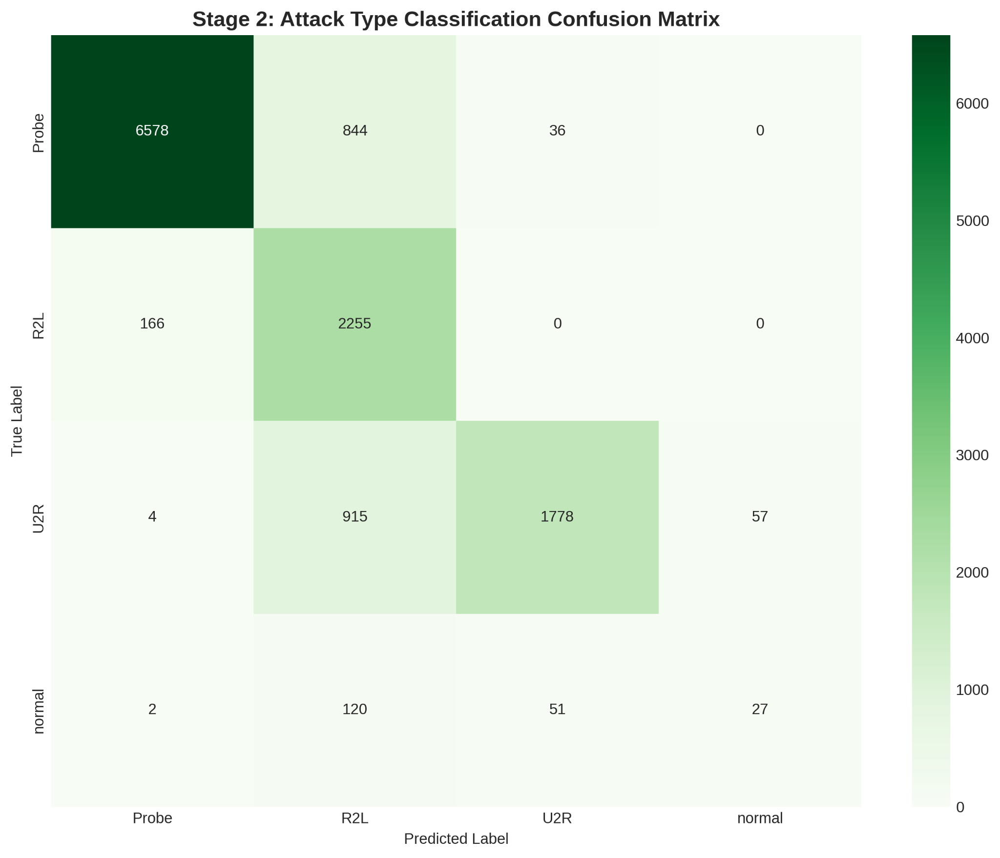 Stage 2: Attack Type Classification Confusion Matrix
True Label
Probe
6578 844 36 0
R2L
166 2255 0 0
U2R
4 915 1778 57
normal
2 120 51 27
Probe R2L U2R normal
Predicted Label
6000
5000
4000
3000
2000
1000
0